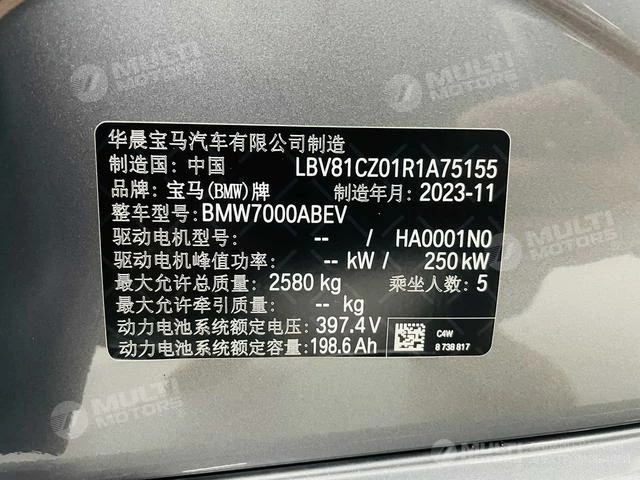 MULTI MOTORS
MULTI MOTORS
华晨宝马汽车有限公司制造
制造国: 中国 LBV81CZ01R1A75155
品牌: 宝马(BMW)牌 制造年月: 2023-11
整车型号: BMW7000ABEV
驱动电机型号: -- / HA0001N0
驱动电机峰值功率: -- kW / 250 kW
最大允许总质量: 2580 kg 乘坐人数: 5
最大允许牵引质量: -- kg
动力电池系统额定电压: 397.4 V
动力电池系统额定容量: 198.6 Ah
C4W
8 738 817
MULTI MOTORS
MULTI MOTORS